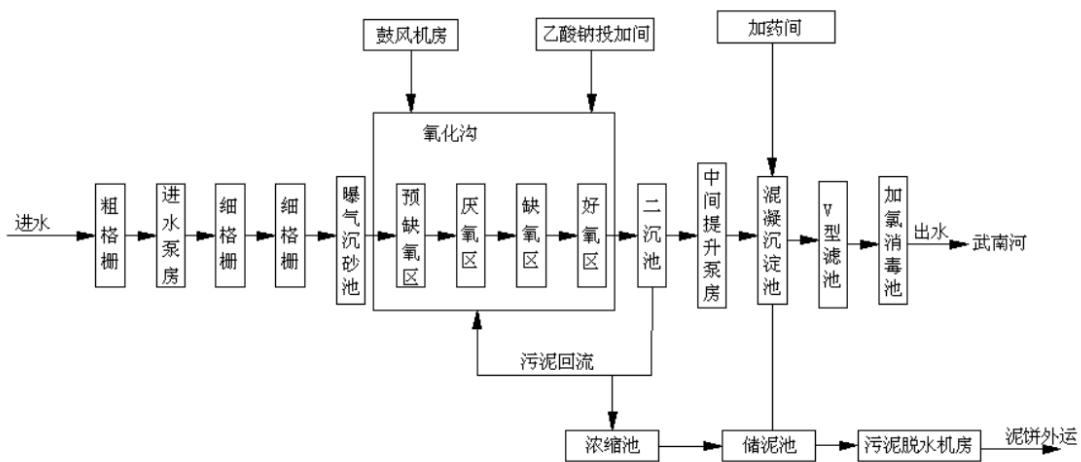 鼓风机房
乙酸钠投加间
加药间
氧化沟
进水
粗格栅
进水泵房
细格栅
细格栅
曝气沉砂池
预缺氧区
厌氧区
缺氧区
好氧区
二沉池
中间提升泵房
混凝沉淀池
V型滤池
加氯消毒池
出水
武南河
污泥回流
浓缩池
储泥池
污泥脱水机房
泥饼外运